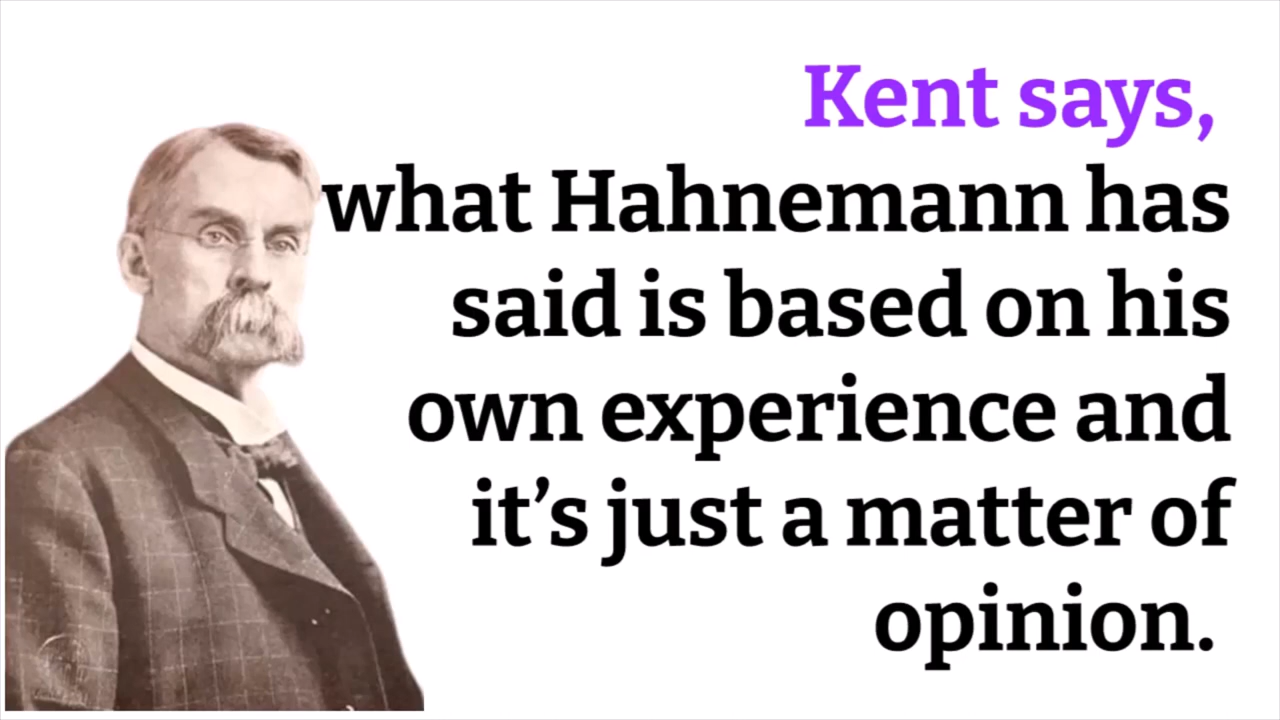 Kent says,
what Hahnemann has
said is based on his
own experience and
it’s just a matter of
opinion.